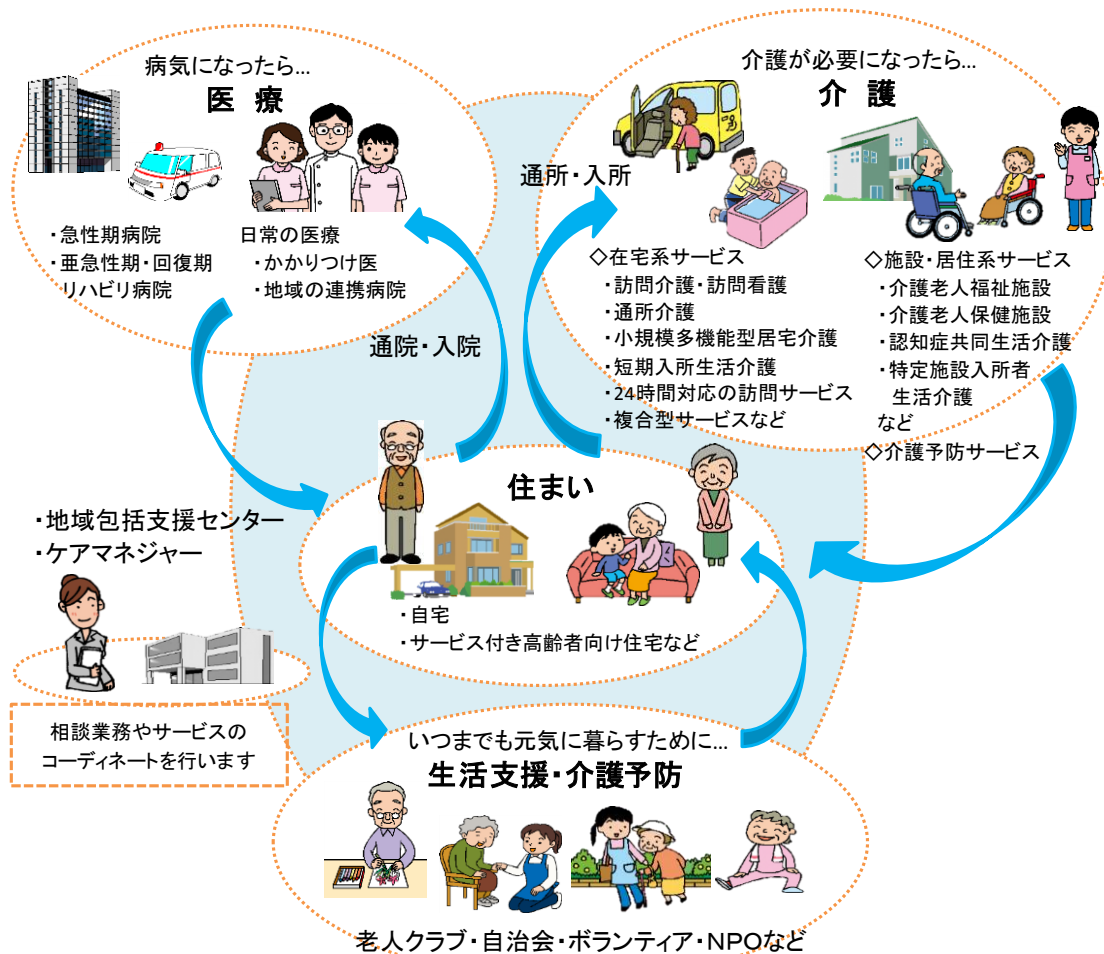 病気になったら...
医 療
・急性期病院
・亜急性期・回復期
リハビリ病院
日常の医療
・かかりつけ医
・地域の連携病院
介護が必要になったら...
介 護
通所・入所
◇在宅系サービス
・訪問介護・訪問看護
・通所介護
・小規模多機能型居宅介護
・短期入所生活介護
・24時間対応の訪問サービス
・複合型サービスなど
◇施設・居住系サービス
・介護老人福祉施設
・介護老人保健施設
・認知症共同生活介護
・特定施設入所者
生活介護
など
◇介護予防サービス
通院・入院
住まい
・自宅
・サービス付き高齢者向け住宅など
・地域包括支援センター
・ケアマネジャー
相談業務やサービスの
コーディネートを行います
いつまでも元気に暮らすために...
生活支援・介護予防
老人クラブ・自治会・ボランティア・NPOなど